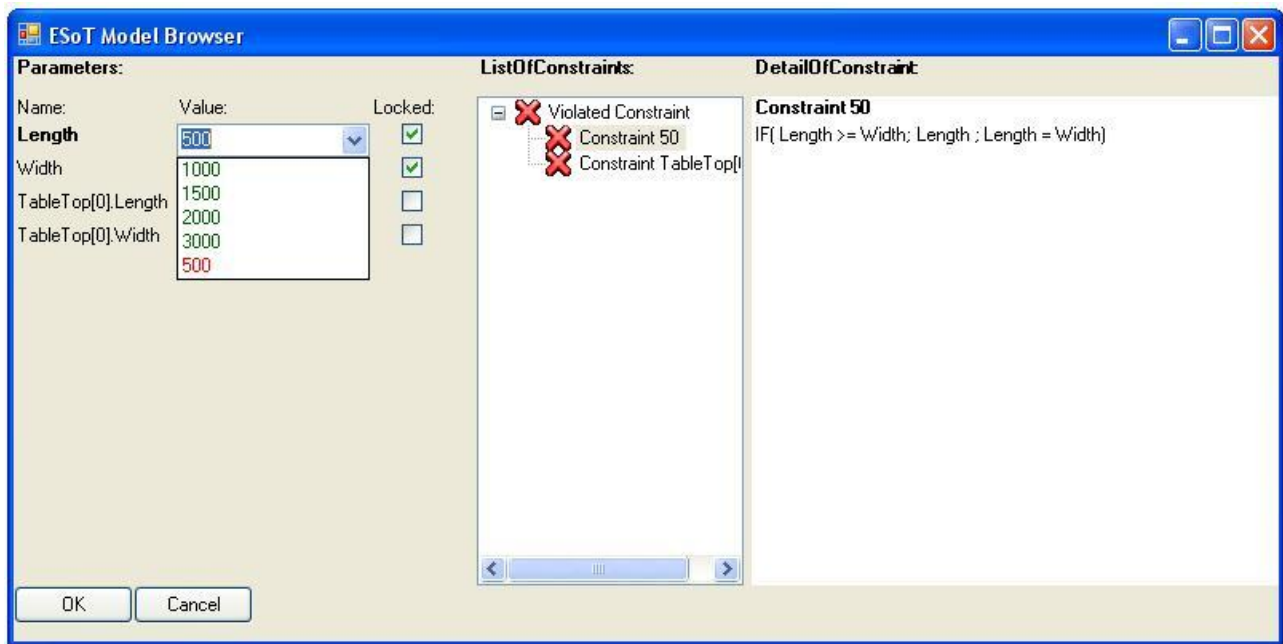 ESoT Model Browser
Parameters: ListOfConstraints: DetailOfConstraint:
Name: Value: Locked:
Length 500
Width
TableTop[0].Length
TableTop[0].Width
1000
1500
2000
3000
500
Violated Constraint
Constraint 50
Constraint TableTop[
Constraint 50
IF( Length >= Width; Length ; Length = Width)
OK Cancel